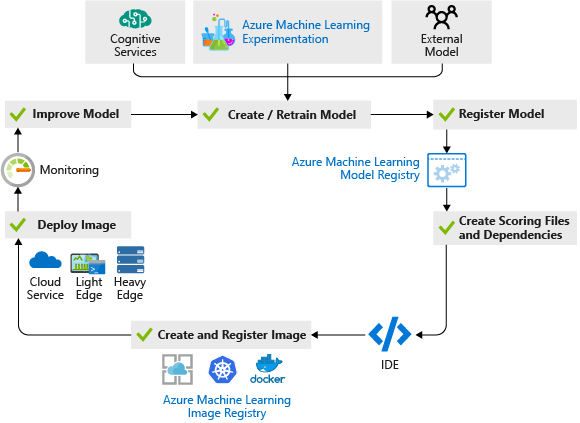 Cognitive
Services
Azure Machine Learning
Experimentation
External
Model
Improve Model
Create / Retrain Model
Register Model
Monitoring
Azure Machine Learning
Model Registry
Deploy Image
Create Scoring Files
and Dependencies
Cloud
Service
Light
Edge
Heavy
Edge
Create and Register Image
IDE
docker
Azure Machine Learning
Image Registry